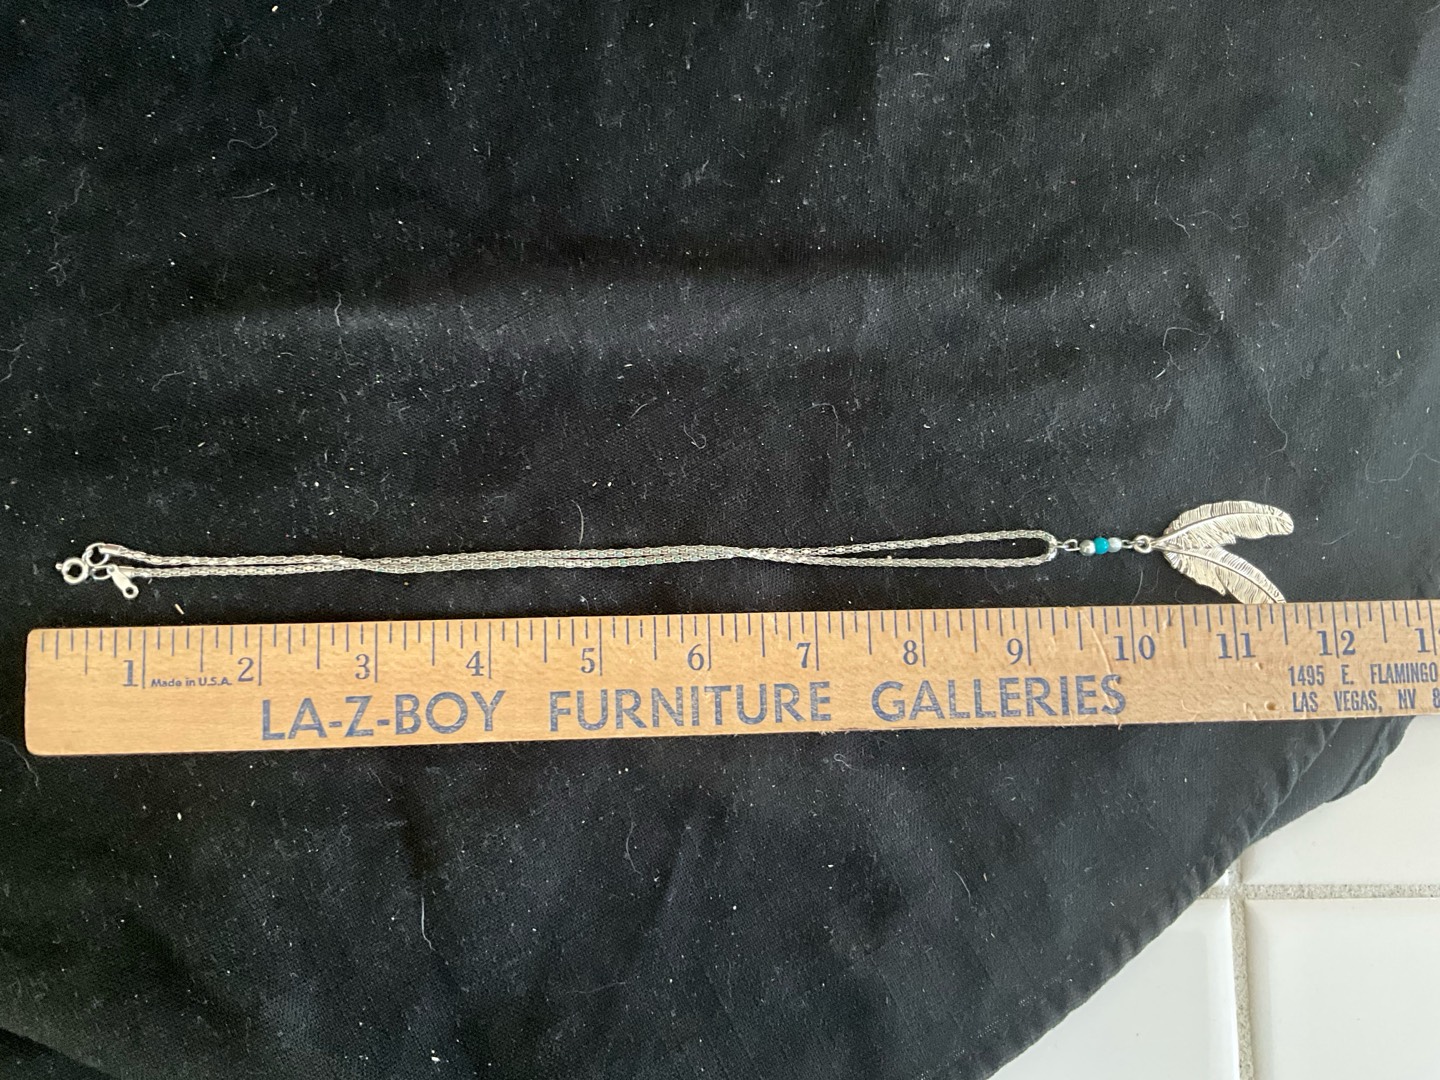 1 2 3 4 5 6 7 8 9 10 11 12
Made in U.S.A.
LA-Z-BOY FURNITURE GALLERIES
1495 E. FLAMINGO
LAS VEGAS, NV